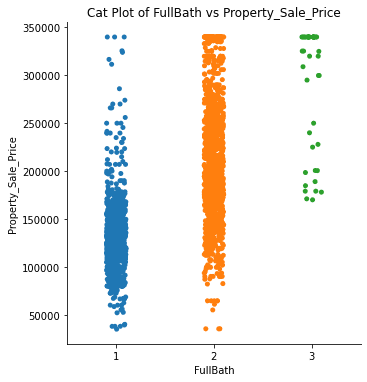 Cat Plot of FullBath vs Property_Sale_Price
350000
300000
250000
200000
150000
100000
50000
Property_Sale_Price
1 2 3
FullBath